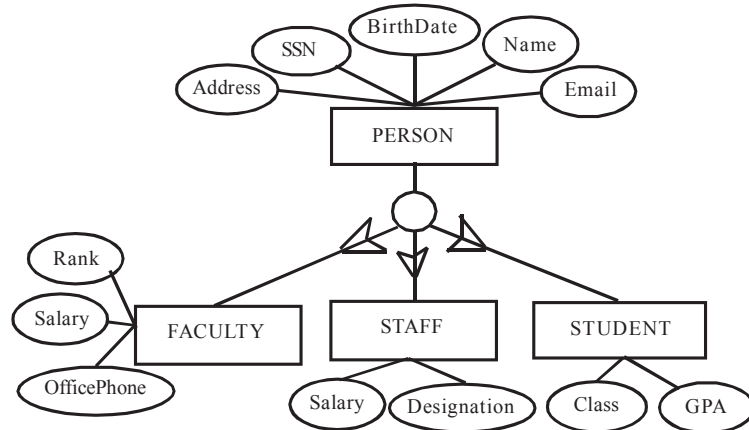 BirthDate
SSN
Name
Address
Email
PERSON
Rank
Salary
OfficePhone
FACULTY
STAFF
STUDENT
Salary
Designation
Class
GPA